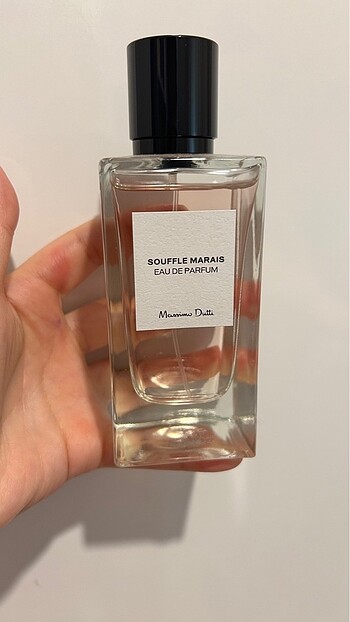 SOUFFLE MARAIS
EAU DE PARFUM
Massimo Dutti